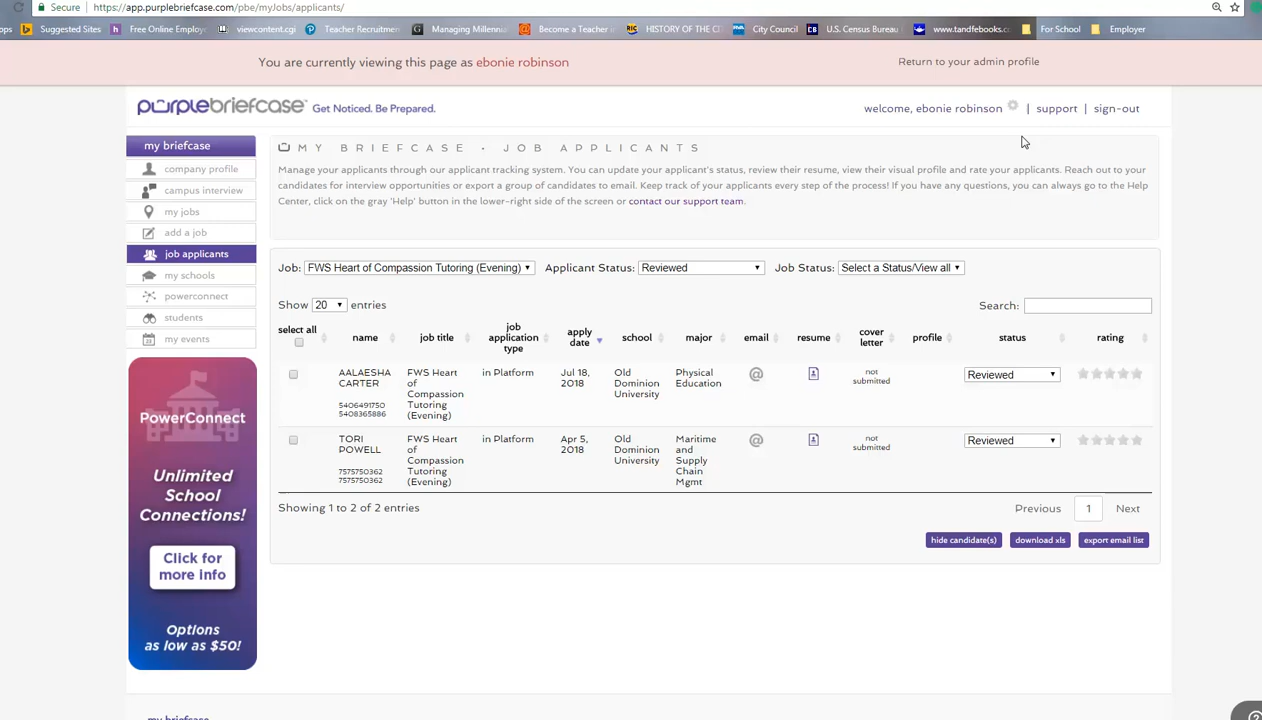 Secure https://app.purplebriefcase.com/pbe/myJobs/applicants/
Suggested Sites Free Online Employ viewcontent.cgi Teacher Recruitmen Managing Millenni Become a Teacher in HISTORY OF THE CI City Council U.S. Census Bureau www.tandfebooks.c For School Employer
You are currently viewing this page as ebonie robinson
Return to your admin profile
purplebriefcase Get Noticed. Be Prepared.
welcome, ebonie robinson | support | sign-out
my briefcase
company profile
campus interview
my jobs
add a job
job applicants
my schools
powerconnect
students
my events
MY BRIEFCASE - JOB APPLICANTS
Manage your applicants through our applicant tracking system. You can update your applicant's status, review their resume, view their visual profile and rate your applicants. Reach out to your
candidates for interview opportunities or export a group of candidates to email. Keep track of your applicants every step of the process! If you have any questions, you can always go to the Help
Center, click on the gray 'Help' button in the lower-right side of the screen or contact our support team.
Job: FWS Heart of Compassion Tutoring (Evening) Applicant Status: Reviewed Job Status: Select a Status/View all
Show 20 entries
Search:
select all name job title job application type apply date school major email resume cover letter profile status rating
AALAESHA CARTER 5406491750 5408365886 FWS Heart of Compassion Tutoring (Evening) in Platform Jul 18, 2018 Old Dominion University Physical Education @ not submitted Reviewed
TORI POWELL 7575750362 7575750362 FWS Heart of Compassion Tutoring (Evening) in Platform Apr 5, 2018 Old Dominion University Maritime and Supply Chain Mgmt @ not submitted Reviewed
Showing 1 to 2 of 2 entries
Previous 1 Next
hide candidate(s) download xls export email list
PowerConnect
Unlimited
School
Connections!
Click for
more info
Options
as low as $50!
my briefcase